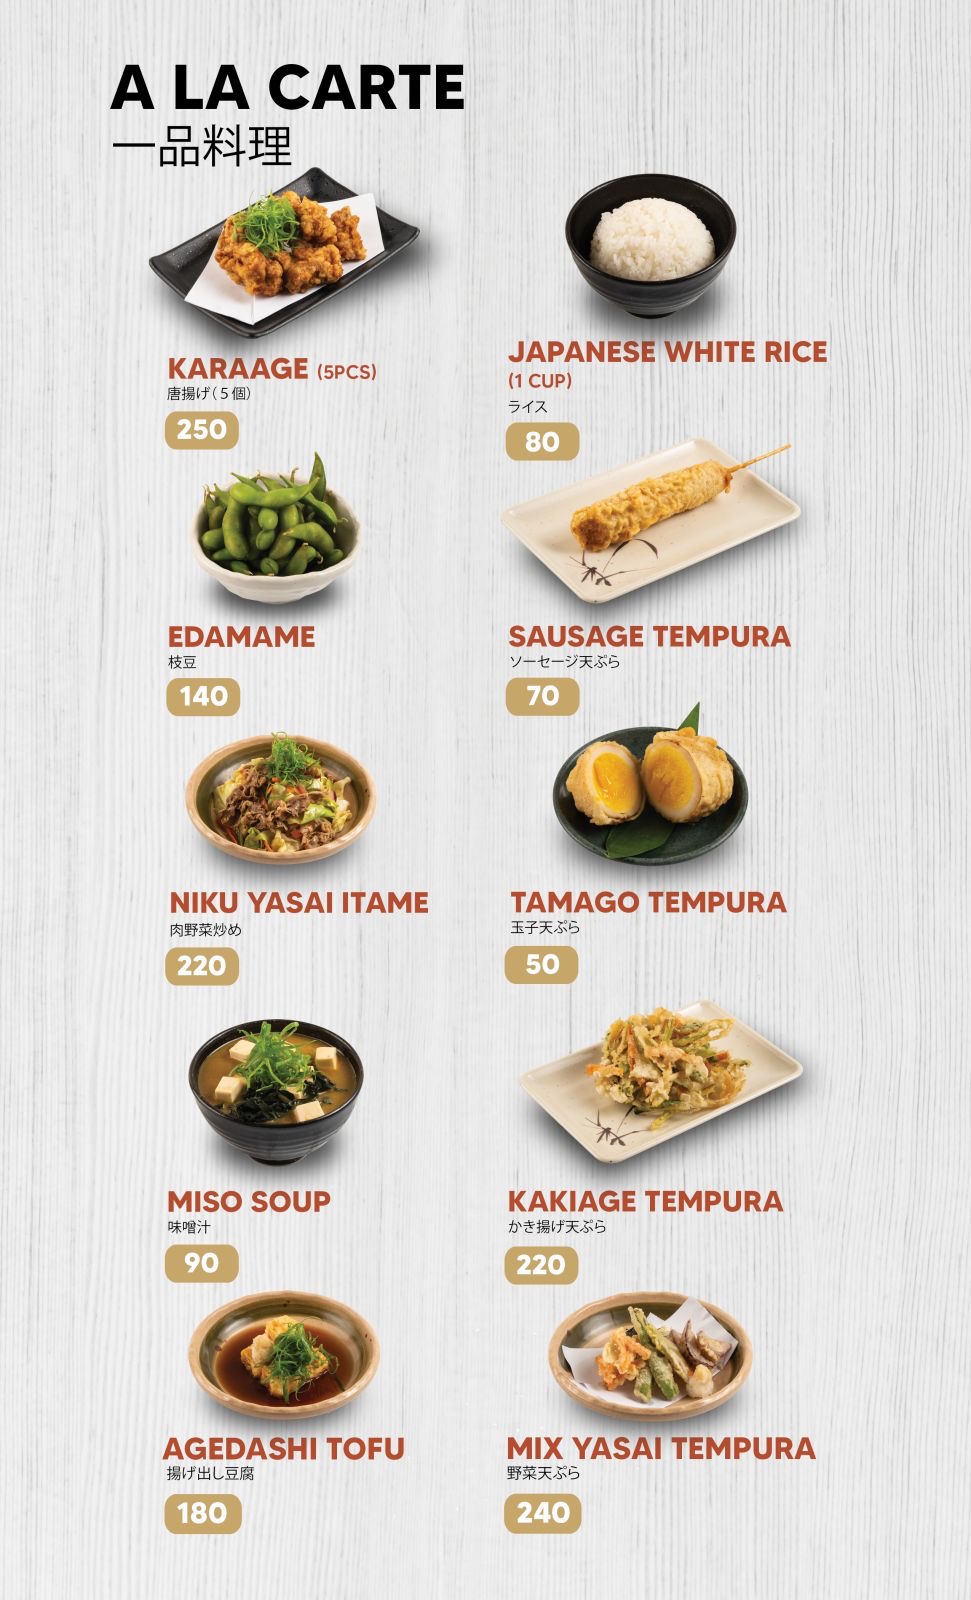 A LA CARTE
一品料理
KARAAGE (5PCS)
唐揚げ(5個)
250
JAPANESE WHITE RICE
(1 CUP)
ライス
80
EDAMAME
枝豆
140
SAUSAGE TEMPURA
ソーセージ天ぷら
70
NIKU YASAI ITAME
肉野菜炒め
220
TAMAGO TEMPURA
玉子天ぷら
50
MISO SOUP
味噌汁
90
KAKIAGE TEMPURA
かき揚げ天ぷら
220
AGEDASHI TOFU
揚げ出し豆腐
180
MIX YASAI TEMPURA
野菜天ぷら
240